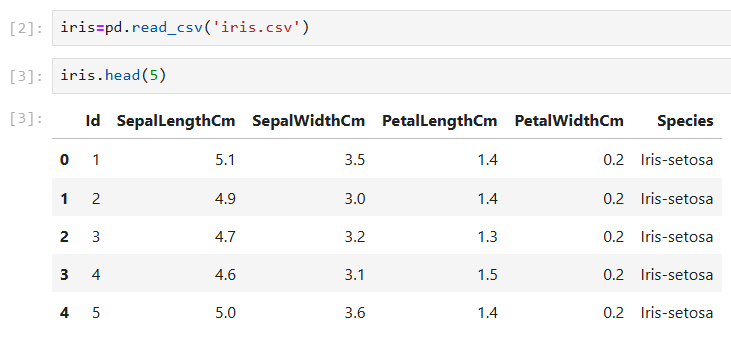 [2]: iris=pd.read_csv('iris.csv')
[3]: iris.head(5)
[3]: Id SepalLengthCm SepalWidthCm PetalLengthCm PetalWidthCm Species
0 1 5.1 3.5 1.4 0.2 Iris-setosa
1 2 4.9 3.0 1.4 0.2 Iris-setosa
2 3 4.7 3.2 1.3 0.2 Iris-setosa
3 4 4.6 3.1 1.5 0.2 Iris-setosa
4 5 5.0 3.6 1.4 0.2 Iris-setosa